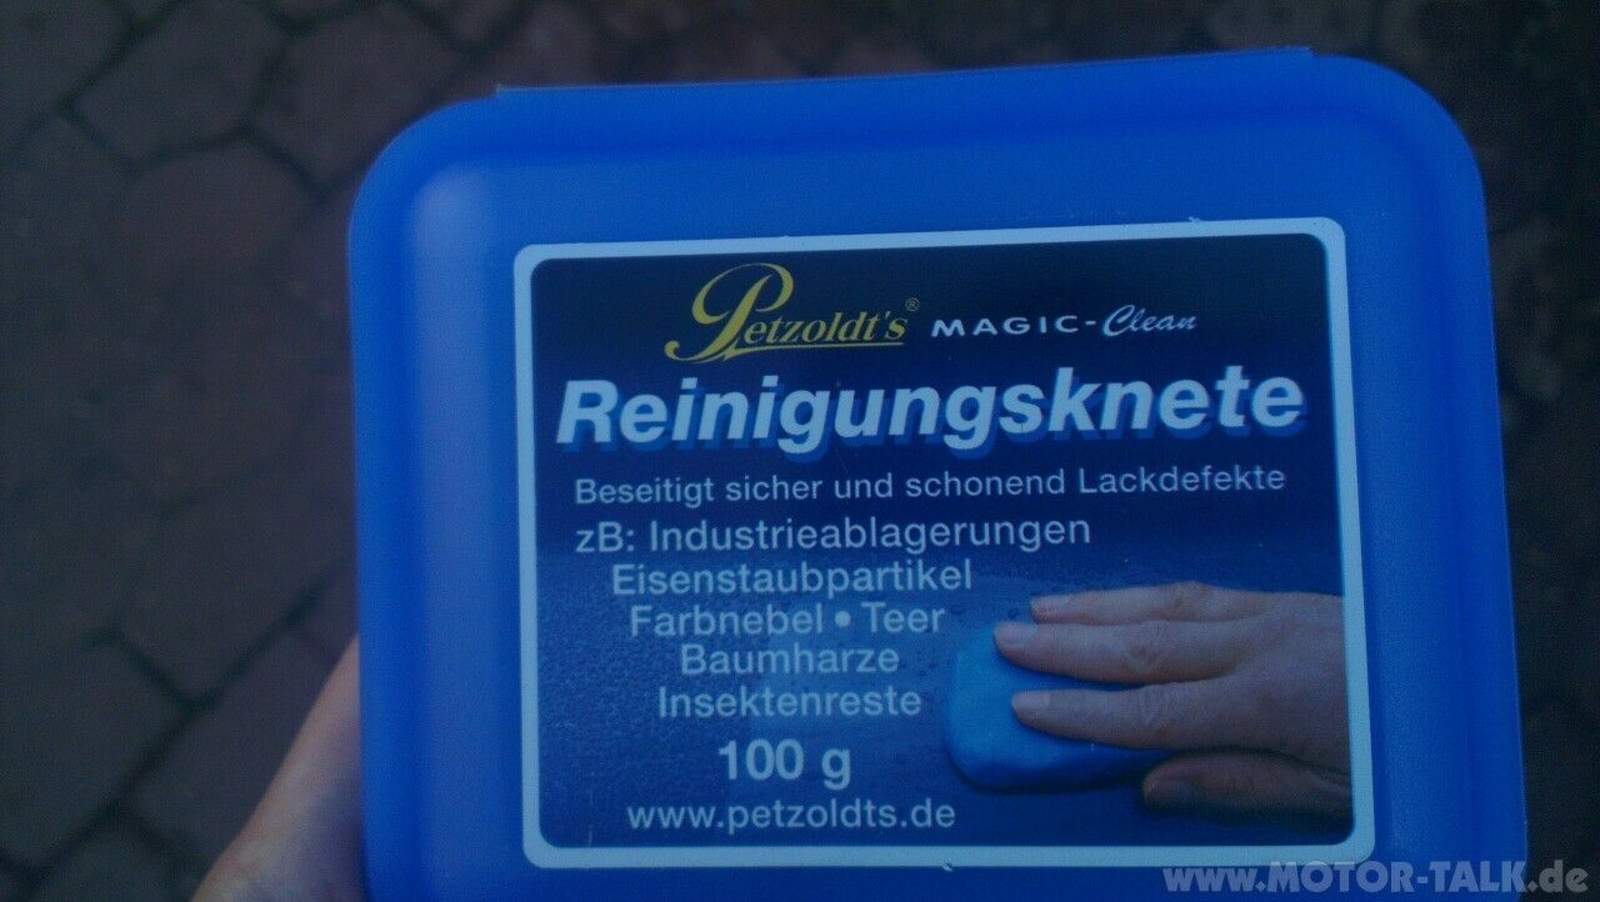 Petzoldt's® MAGIC-Clean
Reinigungsknete
Beseitigt sicher und schonend Lackdefekte
zB: Industrieablagerungen
Eisenstaubpartikel
Farbnebel • Teer
Baumharze
Insektenreste
100 g
www.petzoldts.de
www.MOTOR-TALK.de